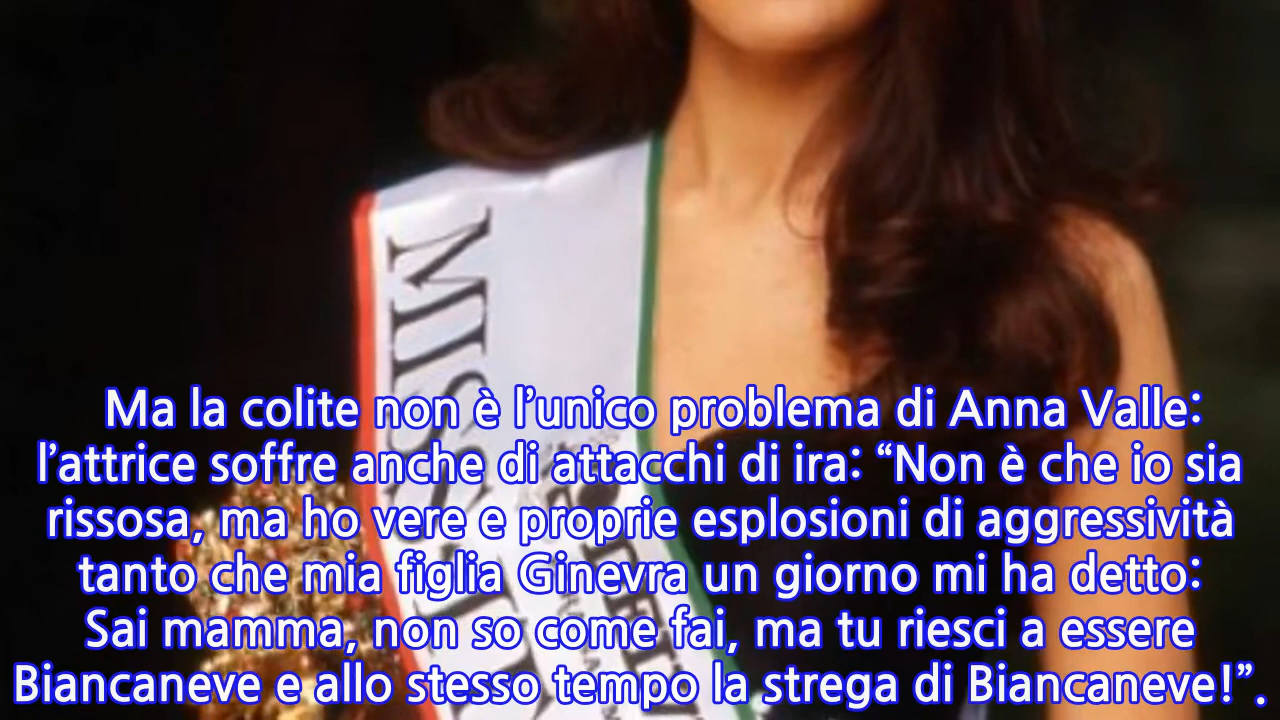 MISS
Ma la colite non è l’unico problema di Anna Valle:
l’attrice soffre anche di attacchi di ira: “Non è che io sia
rissosa, ma ho vere e proprie esplosioni di aggressività
tanto che mia figlia Ginevra un giorno mi ha detto:
Sai mamma, non so come fai, ma tu riesci a essere
Biancaneve e allo stesso tempo la strega di Biancaneve!”.